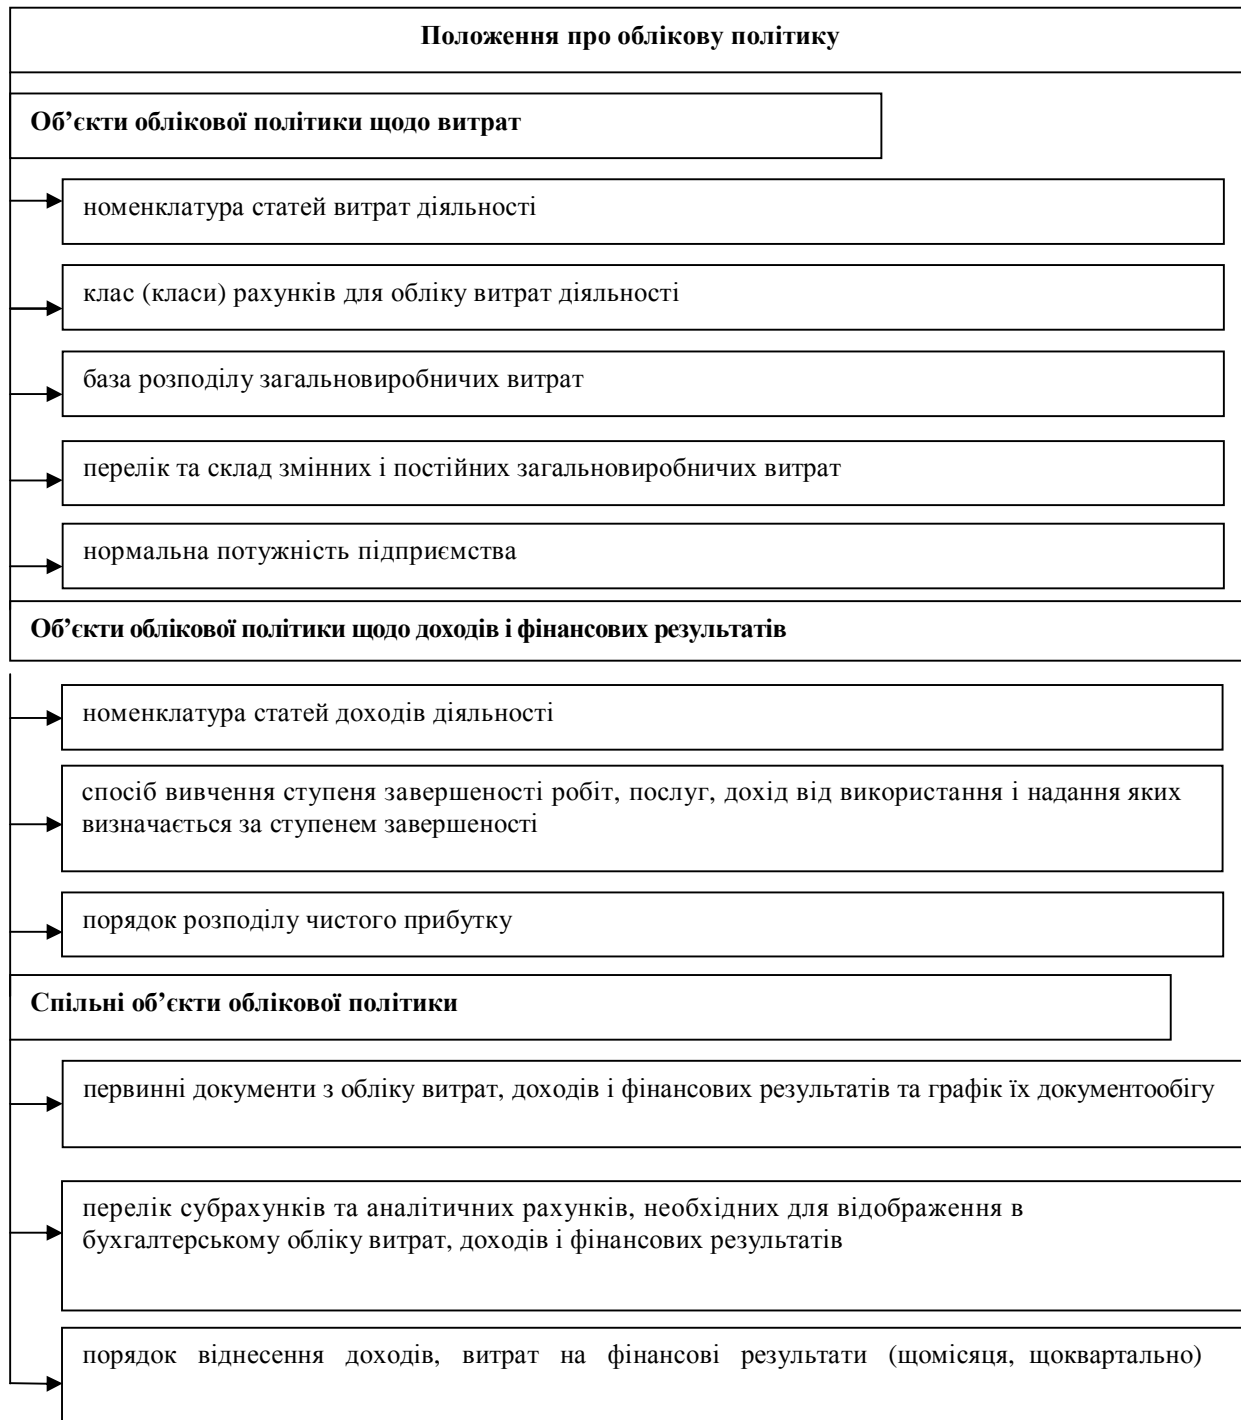 Положення про облікову політику
Об’єкти облікової політики щодо витрат
номенклатура статей витрат діяльності
клас (класи) рахунків для обліку витрат діяльності
база розподілу загальновиробничих витрат
перелік та склад змінних і постійних загальновиробничих витрат
нормальна потужність підприємства
Об’єкти облікової політики щодо доходів і фінансових результатів
номенклатура статей доходів діяльності
спосіб вивчення ступеня завершеності робіт, послуг, дохід від використання і надання яких
визначається за ступенем завершеності
порядок розподілу чистого прибутку
Спільні об’єкти облікової політики
первинні документи з обліку витрат, доходів і фінансових результатів та графік їх документообігу
перелік субрахунків та аналітичних рахунків, необхідних для відображення в
бухгалтерському обліку витрат, доходів і фінансових результатів
порядок віднесення доходів, витрат на фінансові результати (щомісяця, щоквартально)